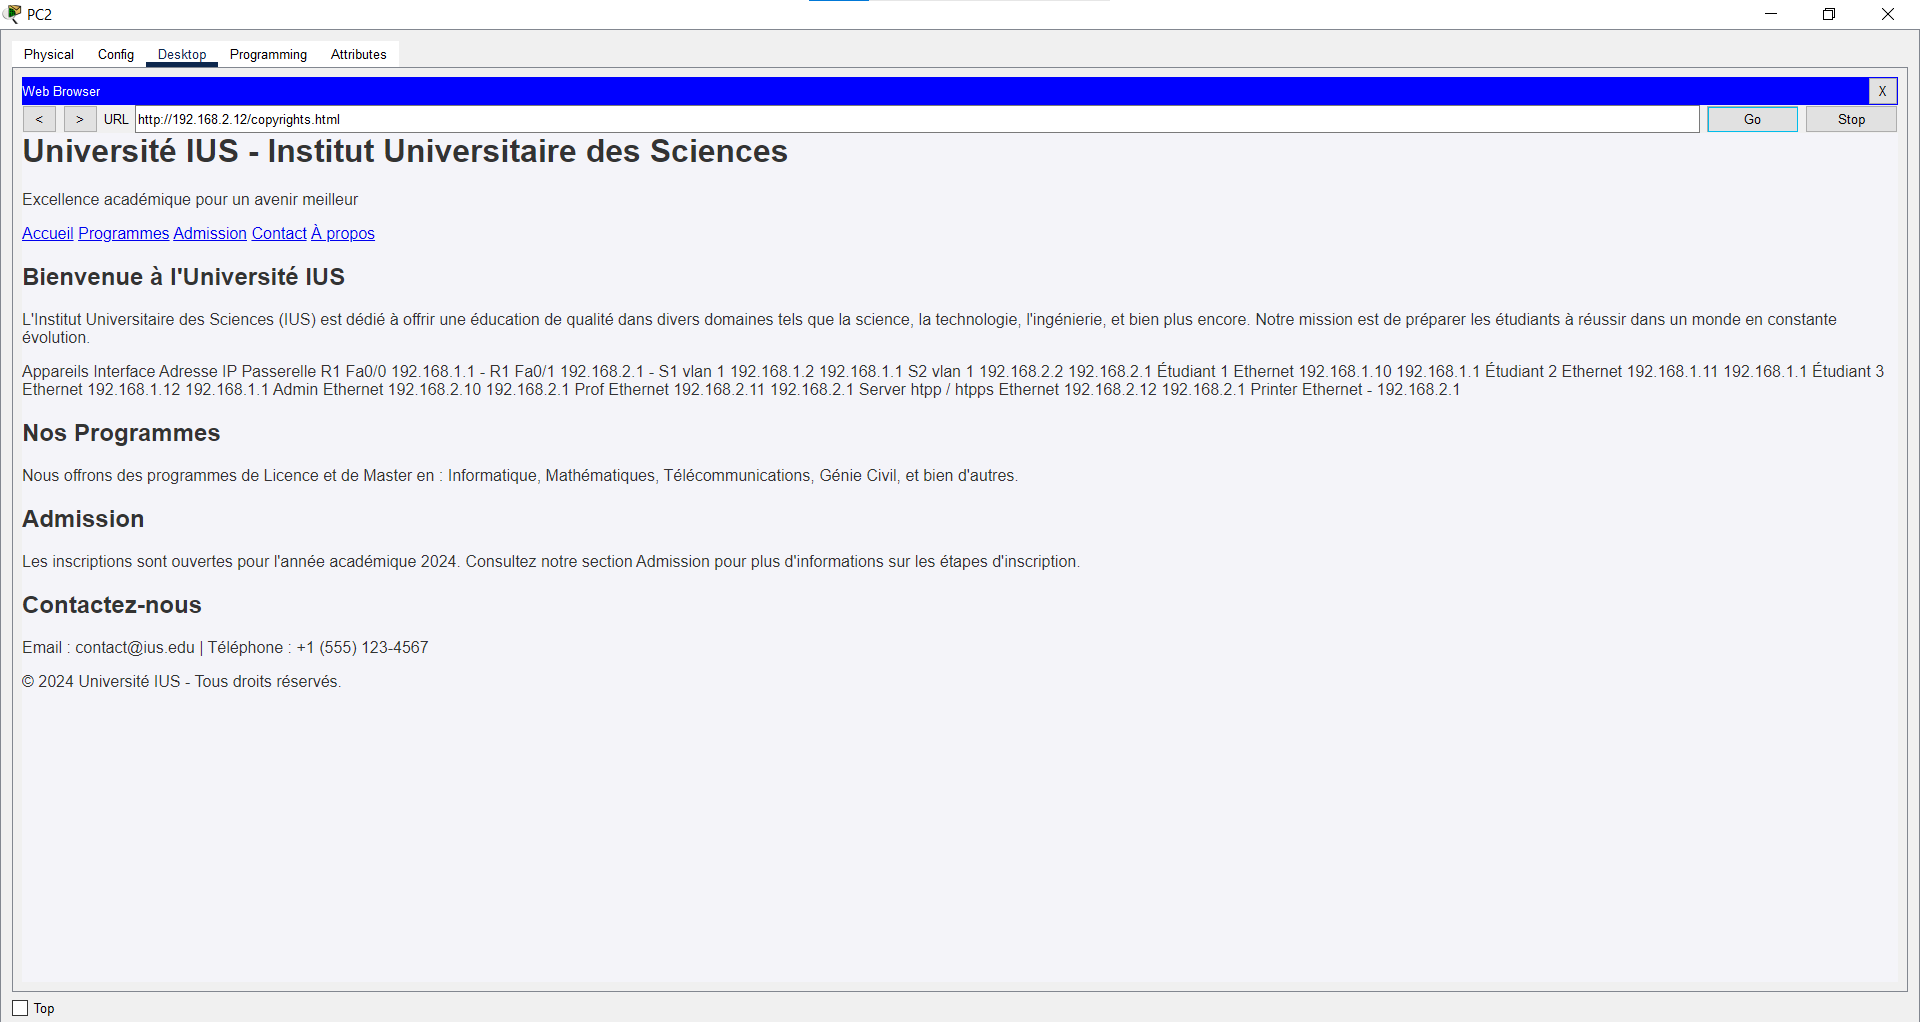 PC2
Physical Config Desktop Programming Attributes
Web Browser X
< > URL http://192.168.2.12/copyrights.html Go Stop
Université IUS - Institut Universitaire des Sciences
Excellence académique pour un avenir meilleur
Accueil Programmes Admission Contact À propos
Bienvenue à l'Université IUS
L'Institut Universitaire des Sciences (IUS) est dédié à offrir une éducation de qualité dans divers domaines tels que la science, la technologie, l'ingénierie, et bien plus encore. Notre mission est de préparer les étudiants à réussir dans un monde en constante
évolution.
Appareils Interface Adresse IP Passerelle R1 Fa0/0 192.168.1.1 - R1 Fa0/1 192.168.2.1 - S1 vlan 1 192.168.1.2 192.168.1.1 S2 vlan 1 192.168.2.2 192.168.2.1 Étudiant 1 Ethernet 192.168.1.10 192.168.1.1 Étudiant 2 Ethernet 192.168.1.11 192.168.1.1 Étudiant 3
Ethernet 192.168.1.12 192.168.1.1 Admin Ethernet 192.168.2.10 192.168.2.1 Prof Ethernet 192.168.2.11 192.168.2.1 Server htpp / htpps Ethernet 192.168.2.12 192.168.2.1 Printer Ethernet - 192.168.2.1
Nos Programmes
Nous offrons des programmes de Licence et de Master en : Informatique, Mathématiques, Télécommunications, Génie Civil, et bien d'autres.
Admission
Les inscriptions sont ouvertes pour l'année académique 2024. Consultez notre section Admission pour plus d'informations sur les étapes d'inscription.
Contactez-nous
Email : contact@ius.edu | Téléphone : +1 (555) 123-4567
© 2024 Université IUS - Tous droits réservés.
Top